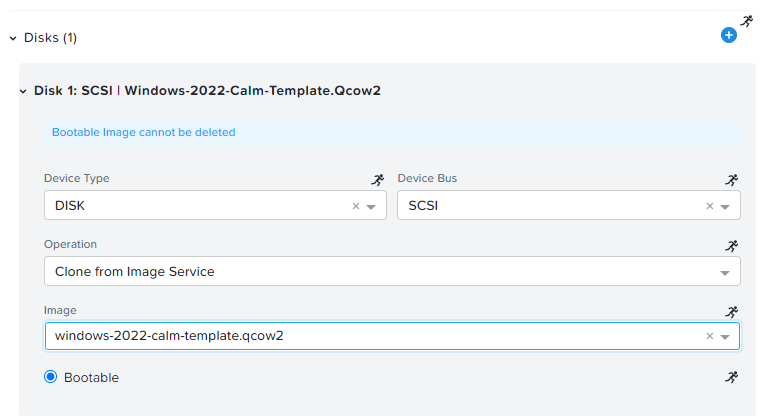 Disks (1)
Disk 1: SCSI | Windows-2022-Calm-Template.Qcow2
Bootable Image cannot be deleted
Device Type
Device Bus
DISK
SCSI
Operation
Clone from Image Service
Image
windows-2022-calm-template.qcow2
Bootable